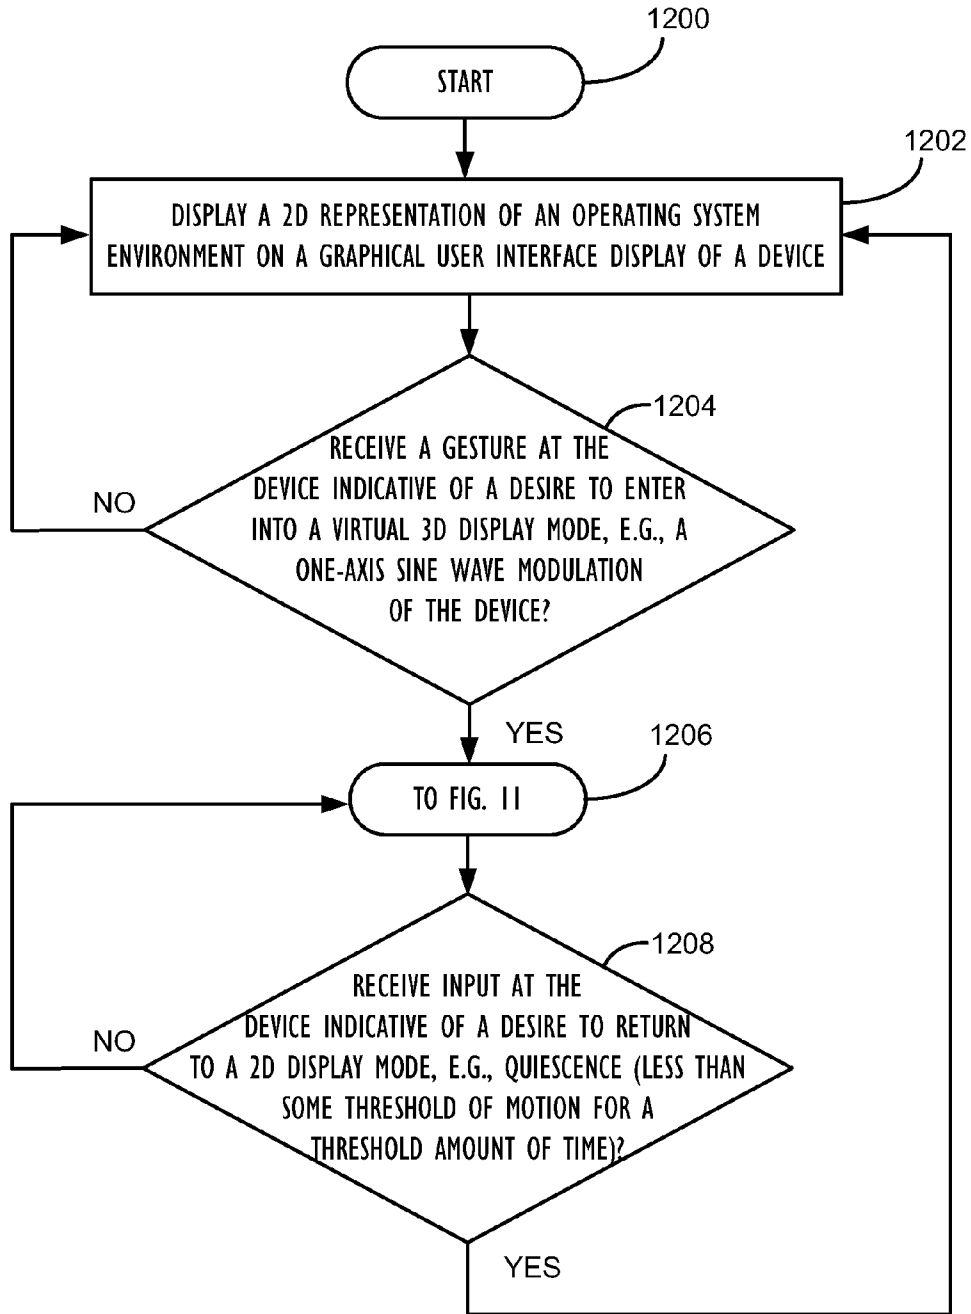 1200
START
1202
DISPLAY A 2D REPRESENTATION OF AN OPERATING SYSTEM
ENVIRONMENT ON A GRAPHICAL USER INTERFACE DISPLAY OF A DEVICE
1204
RECEIVE A GESTURE AT THE
DEVICE INDICATIVE OF A DESIRE TO ENTER
INTO A VIRTUAL 3D DISPLAY MODE, E.G., A
ONE-AXIS SINE WAVE MODULATION
OF THE DEVICE?
NO
YES
1206
TO FIG. 11
1208
RECEIVE INPUT AT THE
DEVICE INDICATIVE OF A DESIRE TO RETURN
TO A 2D DISPLAY MODE, E.G., QUIESCENCE (LESS THAN
SOME THRESHOLD OF MOTION FOR A
THRESHOLD AMOUNT OF TIME)?
NO
YES